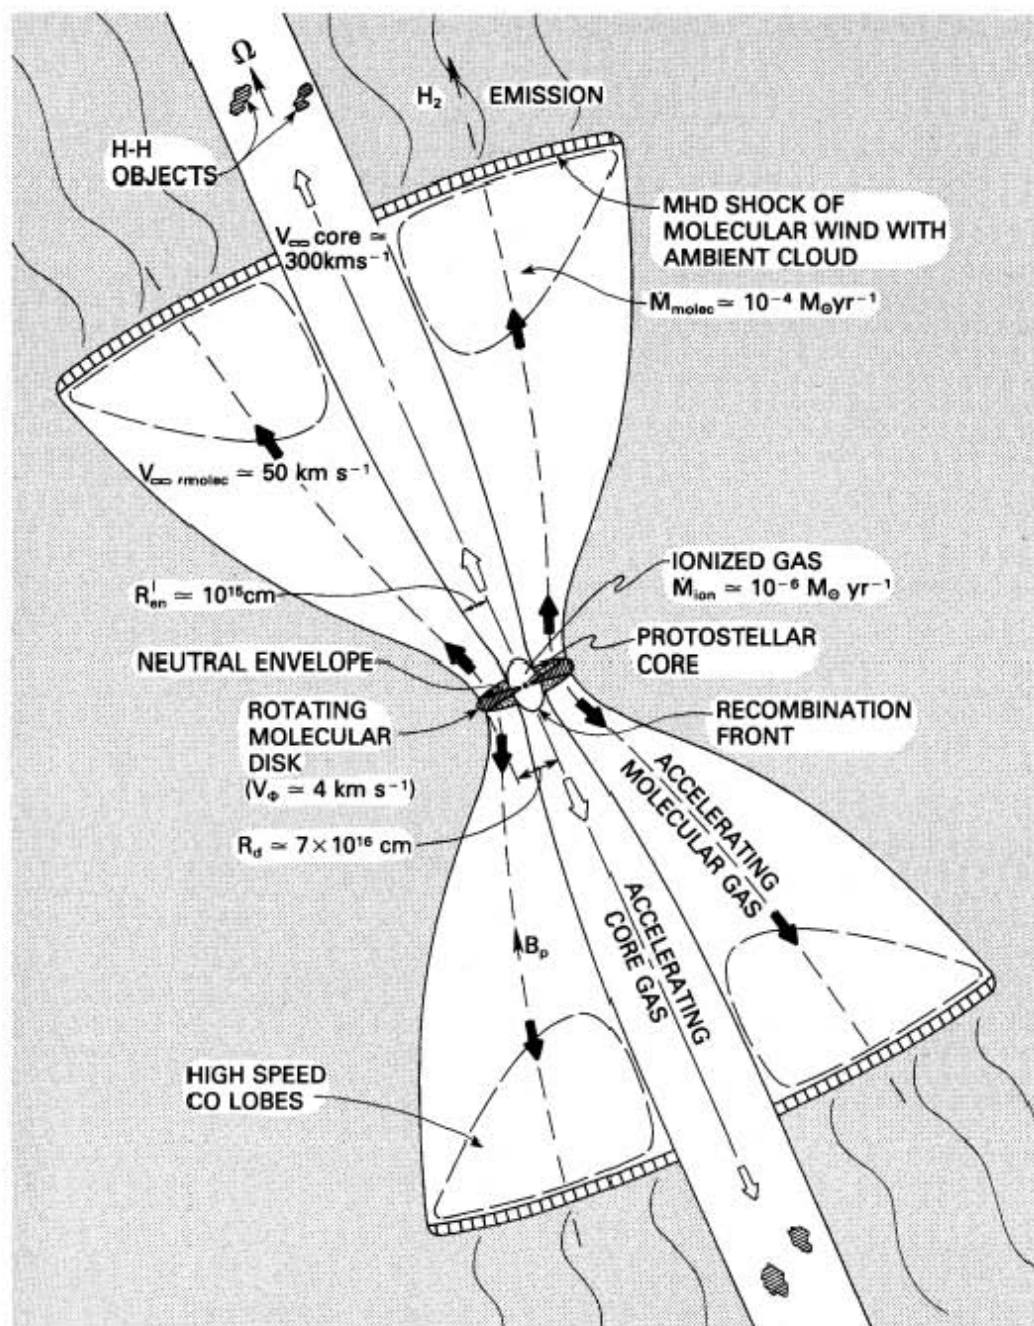 Ω
H₂ EMISSION
H-H
OBJECTS
V∞ core ≃
300kms⁻¹
MHD SHOCK OF
MOLECULAR WIND WITH
AMBIENT CLOUD
Ṁmolec ≃ 10⁻⁴ M⊙yr⁻¹
V∞ rmolec ≃ 50 km s⁻¹
IONIZED GAS
Ṁion ≃ 10⁻⁶ M⊙ yr⁻¹
Rⁱen ≃ 10¹⁶cm
PROTOSTELLAR
CORE
NEUTRAL ENVELOPE
ROTATING
MOLECULAR
DISK
(VΦ ≃ 4 km s⁻¹)
RECOMBINATION
FRONT
Rd ≃ 7×10¹⁶ cm
ACCELERATING
MOLECULAR GAS
ACCELERATING
CORE GAS
Bp
HIGH SPEED
CO LOBES